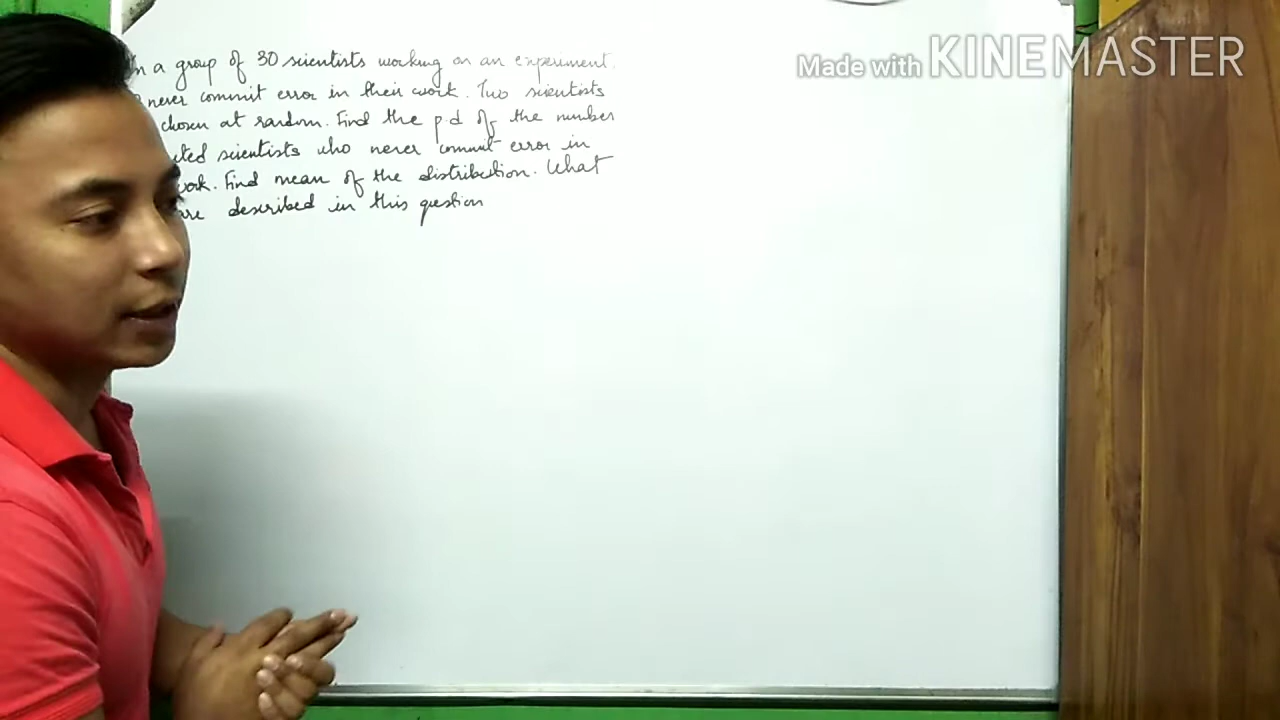 Made with KINEMASTER
n a group of 30 scientists working on an experiment.
never commit error in their work. Two scientists
chosen at random. Find the p.d of the number
cted scientists who never commit error in
work. Find mean of the distribution. What
are described in this question